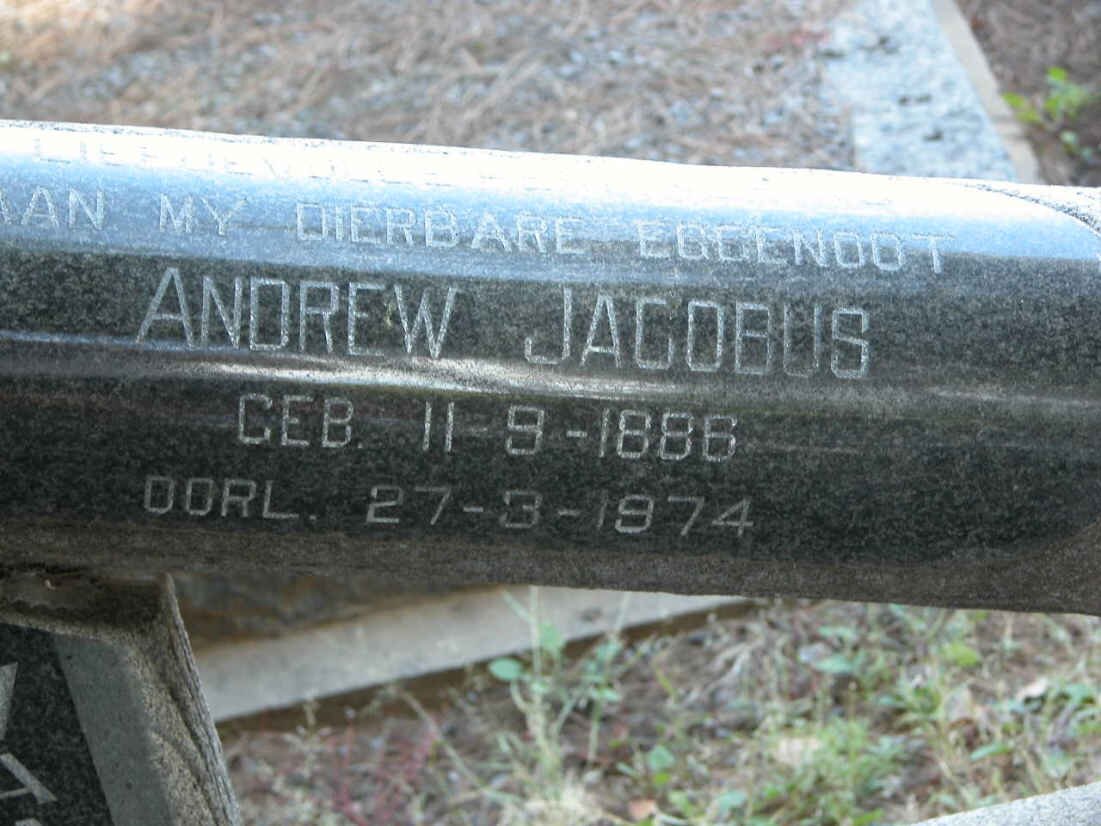 AAN MY DIERBARE EGGENOOT
ANDREW JACOBUS
GEB. 11-9-1886
OORL. 27-3-1974